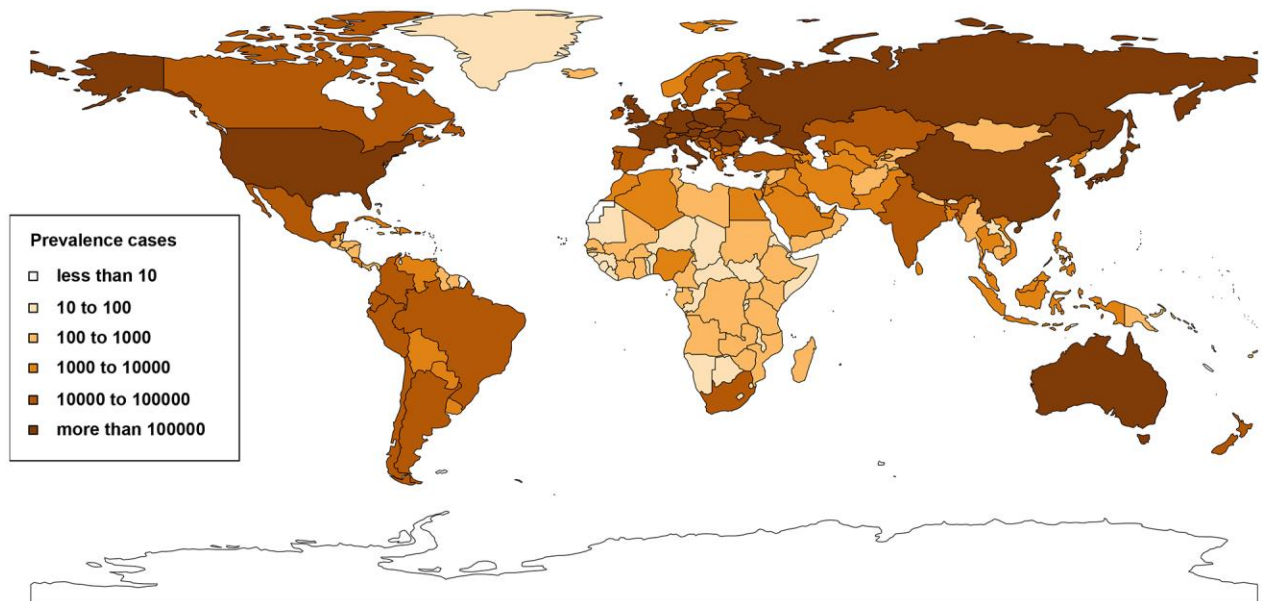 Prevalence cases
less than 10
10 to 100
100 to 1000
1000 to 10000
10000 to 100000
more than 100000